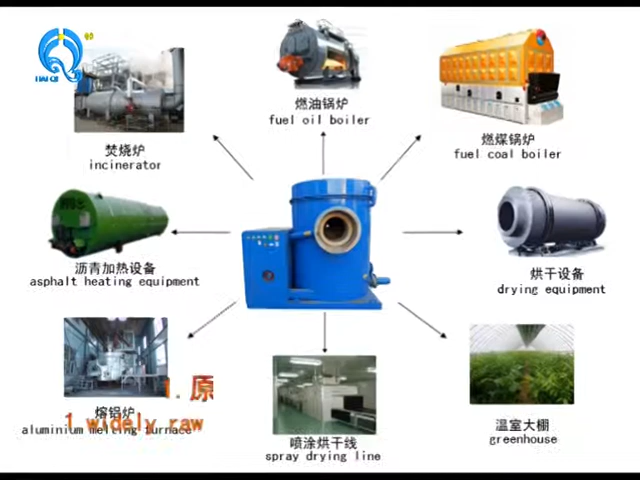 HAI QI
燃油锅炉
fuel oil boiler
燃煤锅炉
fuel coal boiler
焚烧炉
incinerator
沥青加热设备
asphalt heating equipment
烘干设备
drying equipment
1.原
熔铝炉
1 widely raw
aluminium melting furnace
喷涂烘干线
spray drying line
温室大棚
greenhouse